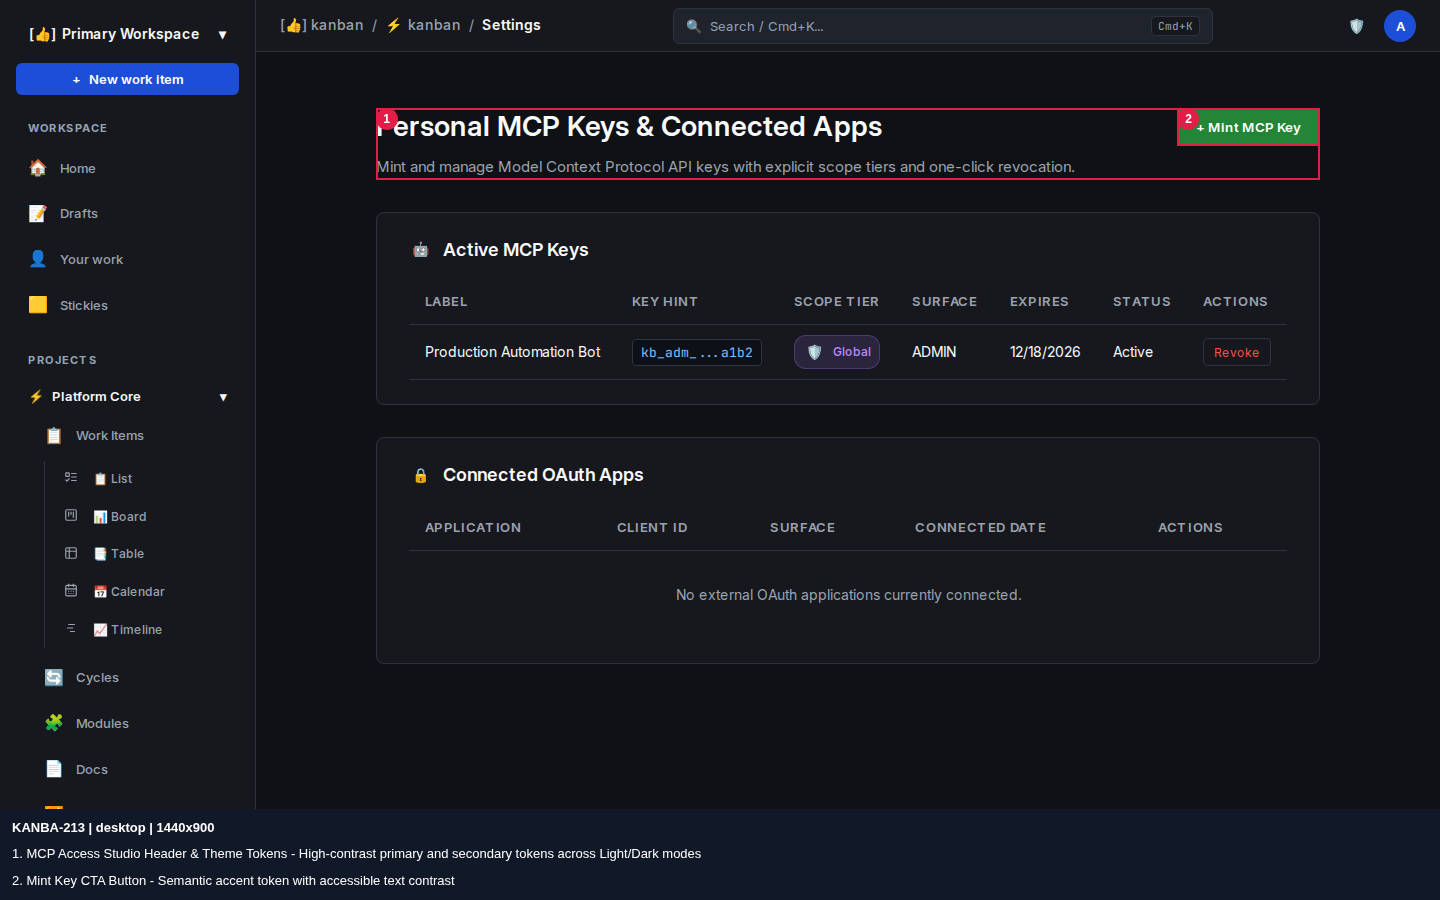 [👍] Primary Workspace ▼
+ New work item
WORKSPACE
🏠 Home
📝 Drafts
👤 Your work
🟨 Stickies
PROJECTS
⚡ Platform Core ▼
📋 Work Items
📋 List
📊 Board
📑 Table
📅 Calendar
📈 Timeline
🔄 Cycles
🧩 Modules
📄 Docs
[👍] kanban / ⚡ kanban / Settings
🔍 Search / Cmd+K...
Cmd+K
A
1
ersonal MCP Keys & Connected Apps
2
+ Mint MCP Key
Mint and manage Model Context Protocol API keys with explicit scope tiers and one-click revocation.
🤖 Active MCP Keys
LABEL KEY HINT SCOPE TIER SURFACE EXPIRES STATUS ACTIONS
Production Automation Bot kb_adm_...a1b2 🛡️ Global ADMIN 12/18/2026 Active Revoke
🔒 Connected OAuth Apps
APPLICATION CLIENT ID SURFACE CONNECTED DATE ACTIONS
No external OAuth applications currently connected.
KANBA-213 | desktop | 1440x900
1. MCP Access Studio Header & Theme Tokens - High-contrast primary and secondary tokens across Light/Dark modes
2. Mint Key CTA Button - Semantic accent token with accessible text contrast